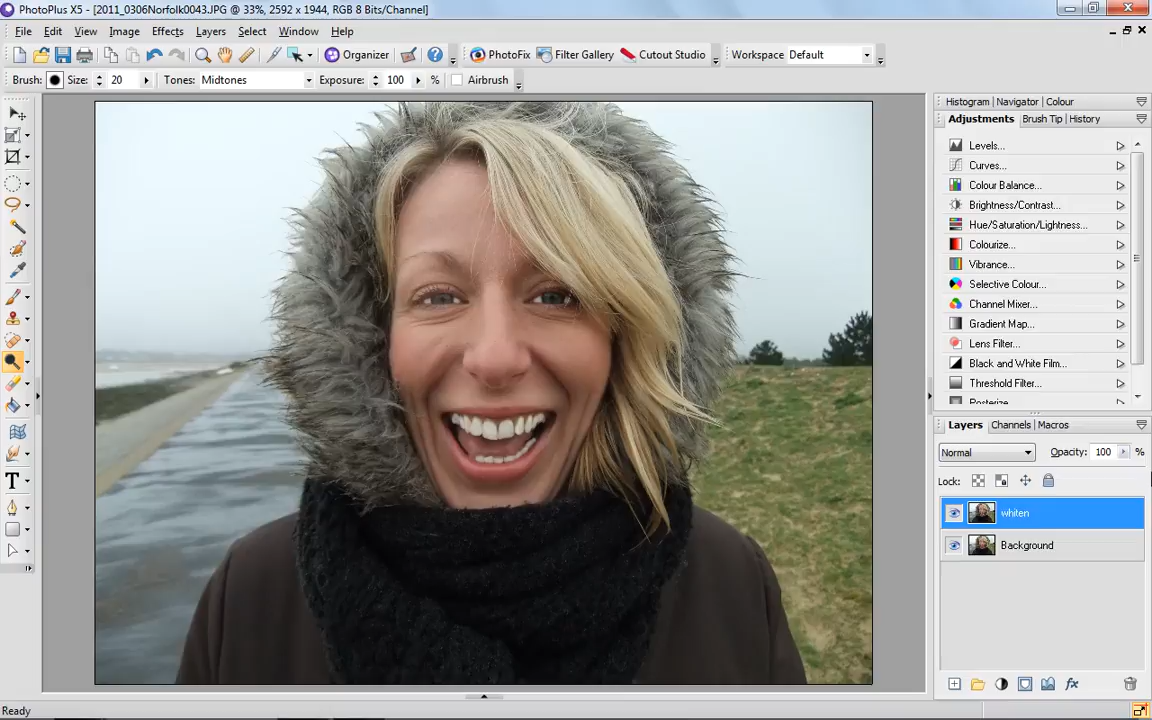 PhotoPlus X5 - [2011_0306Norfolk0043.JPG @ 33%, 2592 x 1944, RGB 8 Bits/Channel]
File Edit View Image Effects Layers Select Window Help
Organizer PhotoFix Filter Gallery Cutout Studio Workspace Default
Brush: Size: 20 Tones: Midtones Exposure: 100 % Airbrush
Histogram Navigator Colour
Adjustments Brush Tip History
Levels...
Curves...
Colour Balance...
Brightness/Contrast...
Hue/Saturation/Lightness...
Colourize...
Vibrance...
Selective Colour...
Channel Mixer...
Gradient Map...
Lens Filter...
Black and White Film...
Threshold Filter...
Posterize...
Layers Channels Macros
Normal Opacity: 100 %
Lock:
whiten
Background
Ready